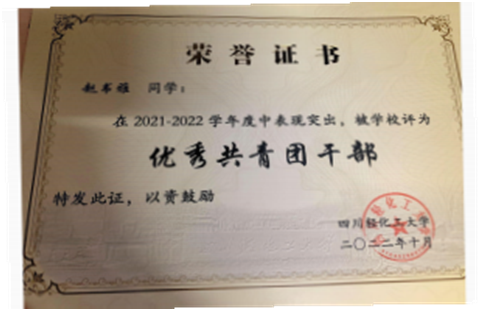 荣誉证书
赵书雅 同学：
在2021-2022学年度中表现突出，被学校评为
优秀共青团干部
特发此证，以资鼓励
四川轻化工大学
二〇二二年十月